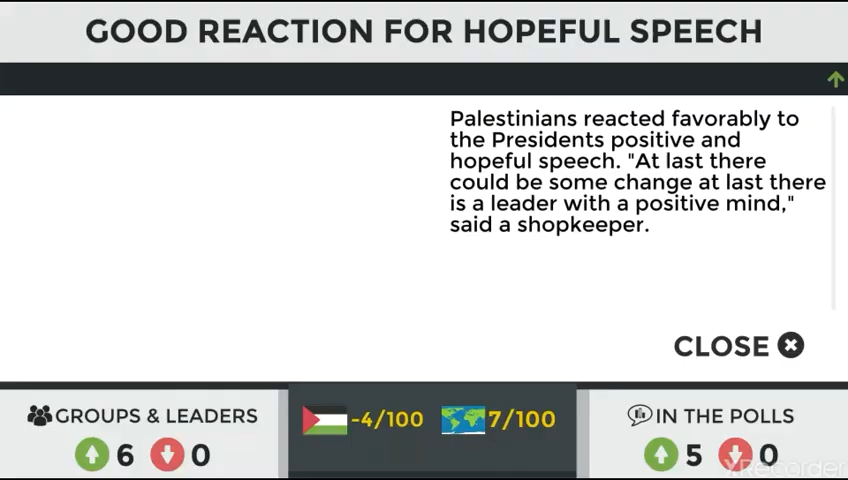 GOOD REACTION FOR HOPEFUL SPEECH
Palestinians reacted favorably to
the Presidents positive and
hopeful speech. "At last there
could be some change at last there
is a leader with a positive mind,"
said a shopkeeper.
CLOSE
GROUPS & LEADERS
-4/100
7/100
IN THE POLLS
6
0
5
0
XRecorder